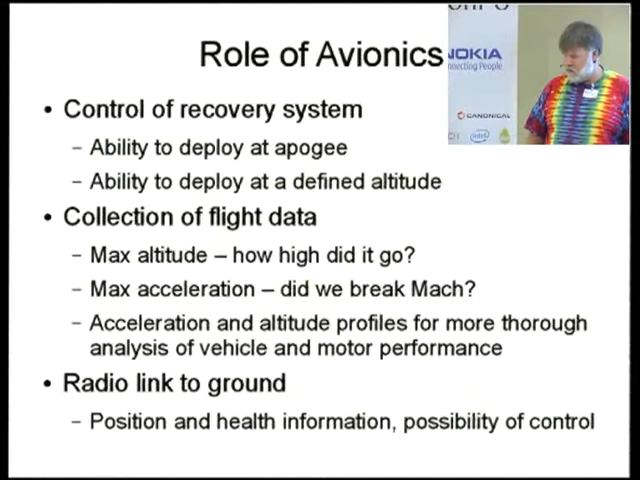 Role of Avionics
NOKIA
CANONICAL
intel
• Control of recovery system
– Ability to deploy at apogee
– Ability to deploy at a defined altitude
• Collection of flight data
– Max altitude – how high did it go?
– Max acceleration – did we break Mach?
– Acceleration and altitude profiles for more thorough
analysis of vehicle and motor performance
• Radio link to ground
– Position and health information, possibility of control